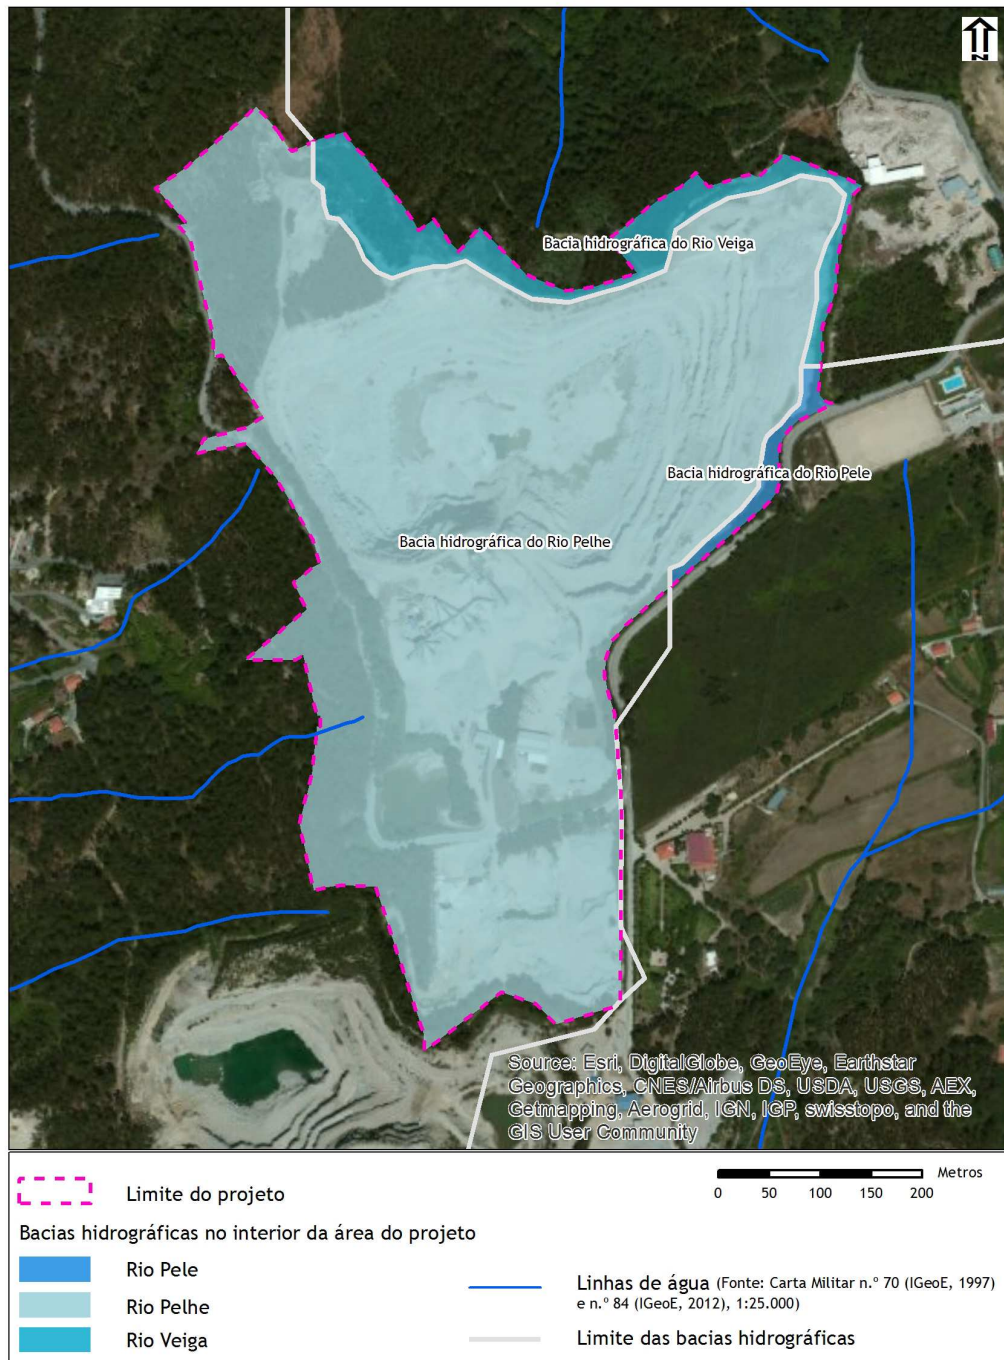 N
Bacia hidrográfica do Rio Veiga
Bacia hidrográfica do Rio Pele
Bacia hidrográfica do Rio Pelhe
Source: Esri, DigitalGlobe, GeoEye, Earthstar
Geographics, CNES/Airbus DS, USDA, USGS, AEX,
Getmapping, Aerogrid, IGN, IGP, swisstopo, and the
GIS User Community
Limite do projeto
Metros
0 50 100 150 200
Bacias hidrográficas no interior da área do projeto
Rio Pele
Rio Pelhe
Rio Veiga
Linhas de água (Fonte: Carta Militar n.º 70 (IGeoE, 1997)
e n.º 84 (IGeoE, 2012), 1:25.000)
Limite das bacias hidrográficas